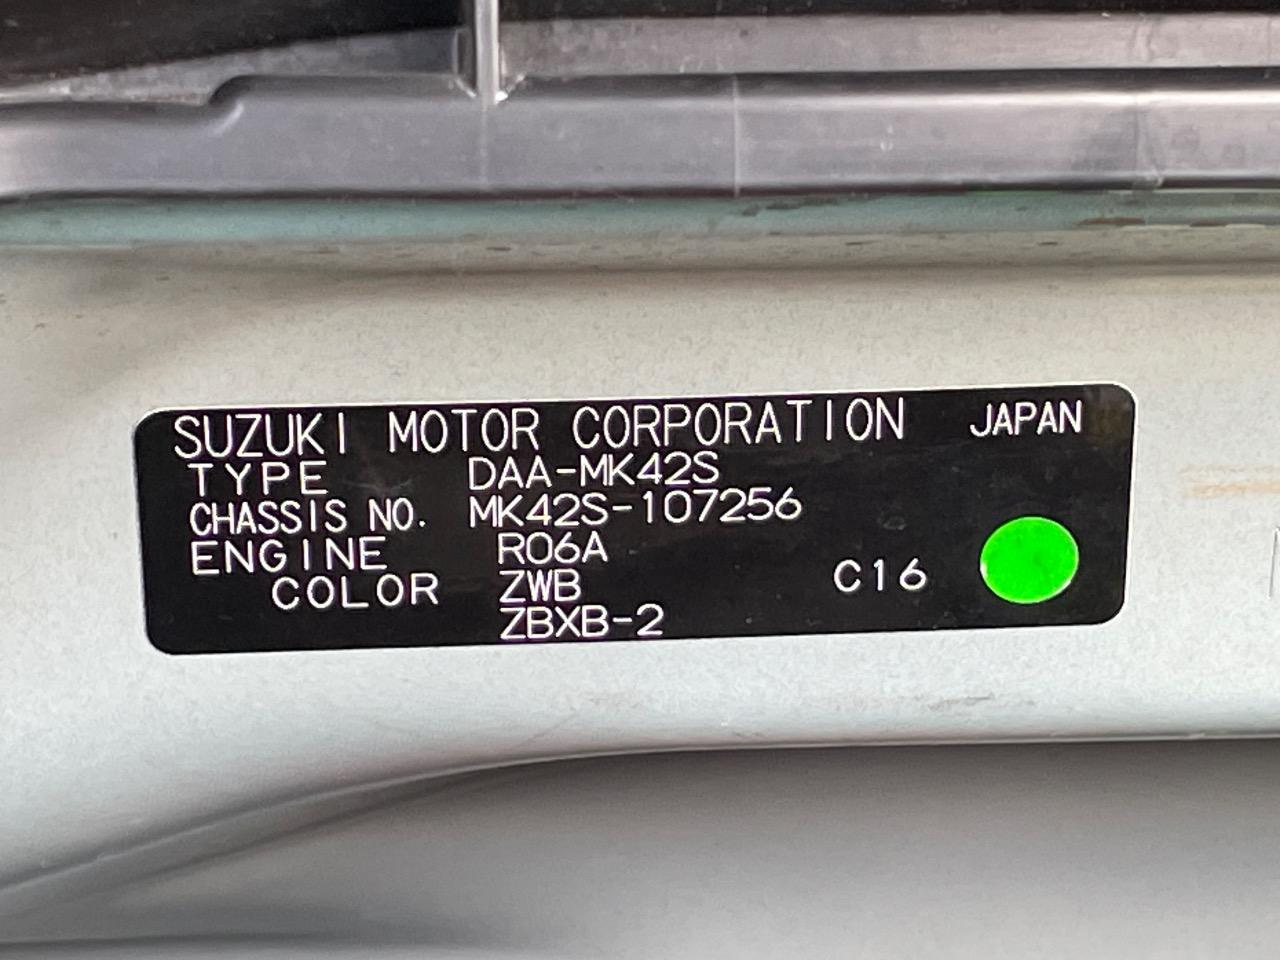 SUZUKI MOTOR CORPORATION JAPAN
TYPE DAA-MK42S
CHASSIS NO. MK42S-107256
ENGINE R06A
COLOR ZWB C16
ZBXB-2